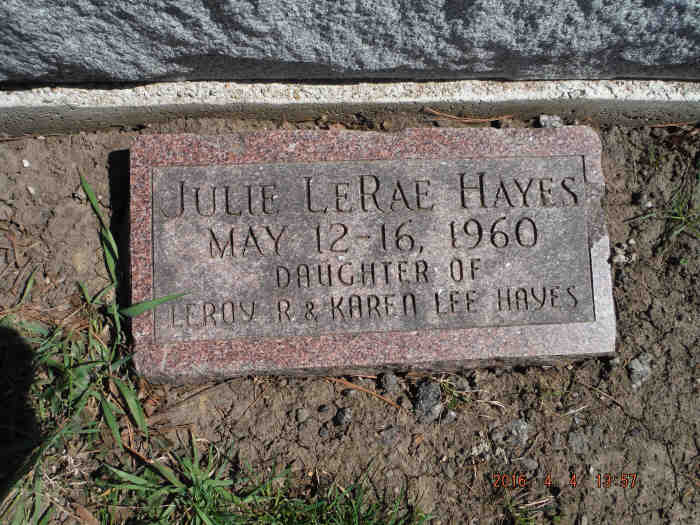 JULIE LERAE HAYES
MAY 12-16, 1960
DAUGHTER OF
LEROY R & KAREN LEE HAYES
2016 4 4 13:57